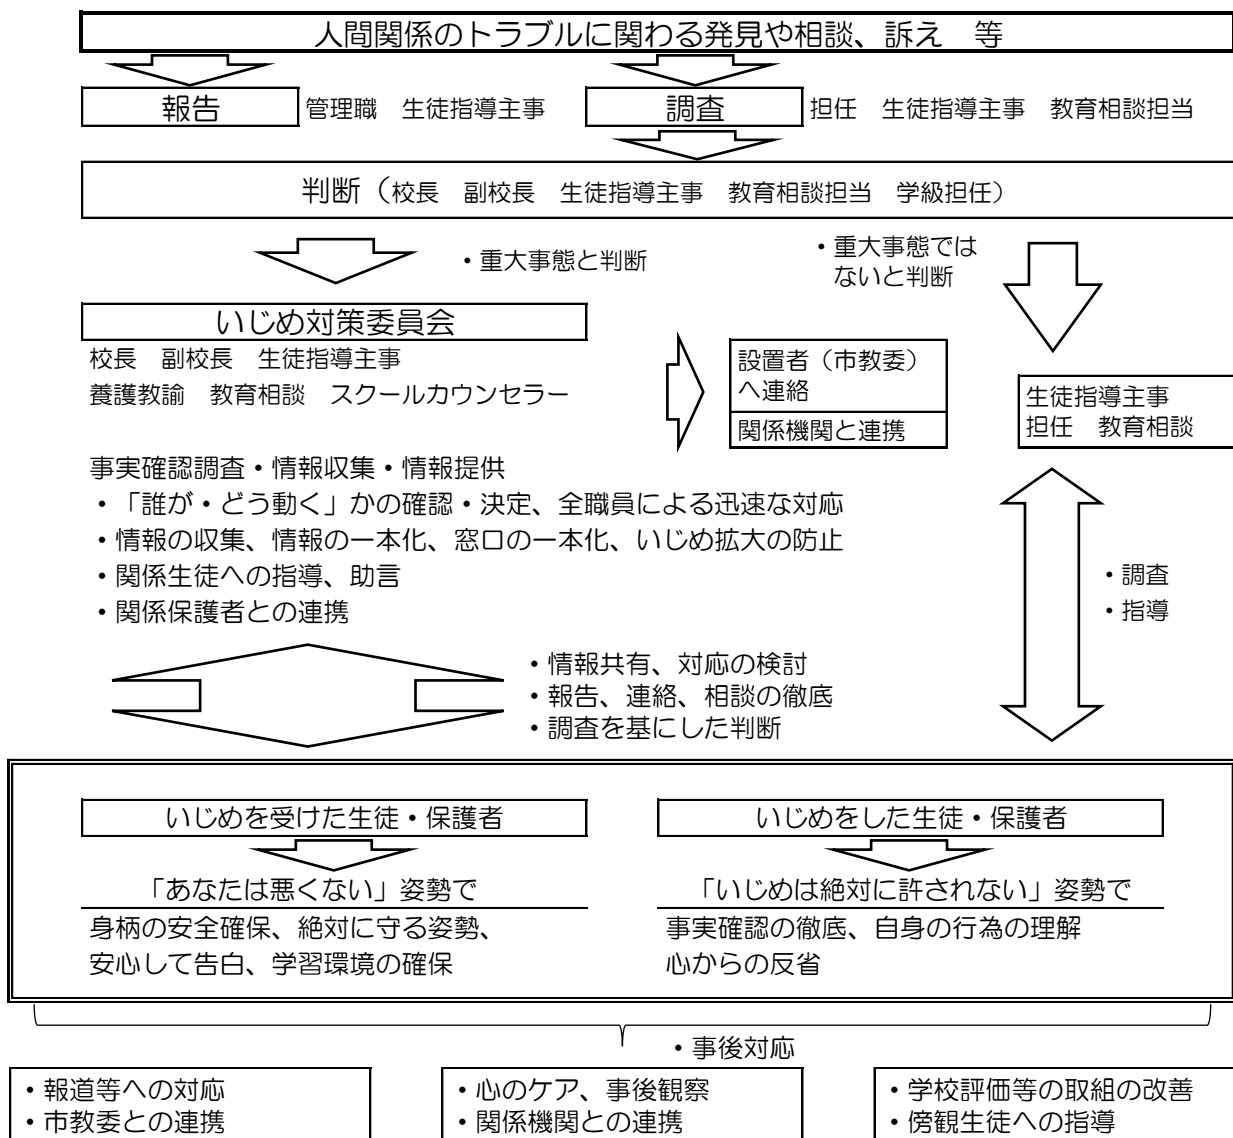 人間関係のトラブルに関わる発見や相談、訴え　等
報告　管理職　生徒指導主事
調査　担任　生徒指導主事　教育相談担当
判断（校長　副校長　生徒指導主事　教育相談担当　学級担任）
・重大事態と判断
・重大事態では
ないと判断
いじめ対策委員会
校長　副校長　生徒指導主事
養護教諭　教育相談　スクールカウンセラー
設置者（市教委）
へ連絡
関係機関と連携
生徒指導主事
担任　教育相談
事実確認調査・情報収集・情報提供
・「誰が・どう動く」かの確認・決定、全職員による迅速な対応
・情報の収集、情報の一本化、窓口の一本化、いじめ拡大の防止
・関係生徒への指導、助言
・関係保護者との連携
・調査
・指導
・情報共有、対応の検討
・報告、連絡、相談の徹底
・調査を基にした判断
いじめを受けた生徒・保護者
「あなたは悪くない」姿勢で
身柄の安全確保、絶対に守る姿勢、
安心して告白、学習環境の確保
いじめをした生徒・保護者
「いじめは絶対に許されない」姿勢で
事実確認の徹底、自身の行為の理解
心からの反省
・事後対応
・報道等への対応
・市教委との連携
・心のケア、事後観察
・関係機関との連携
・学校評価等の取組の改善
・傍観生徒への指導